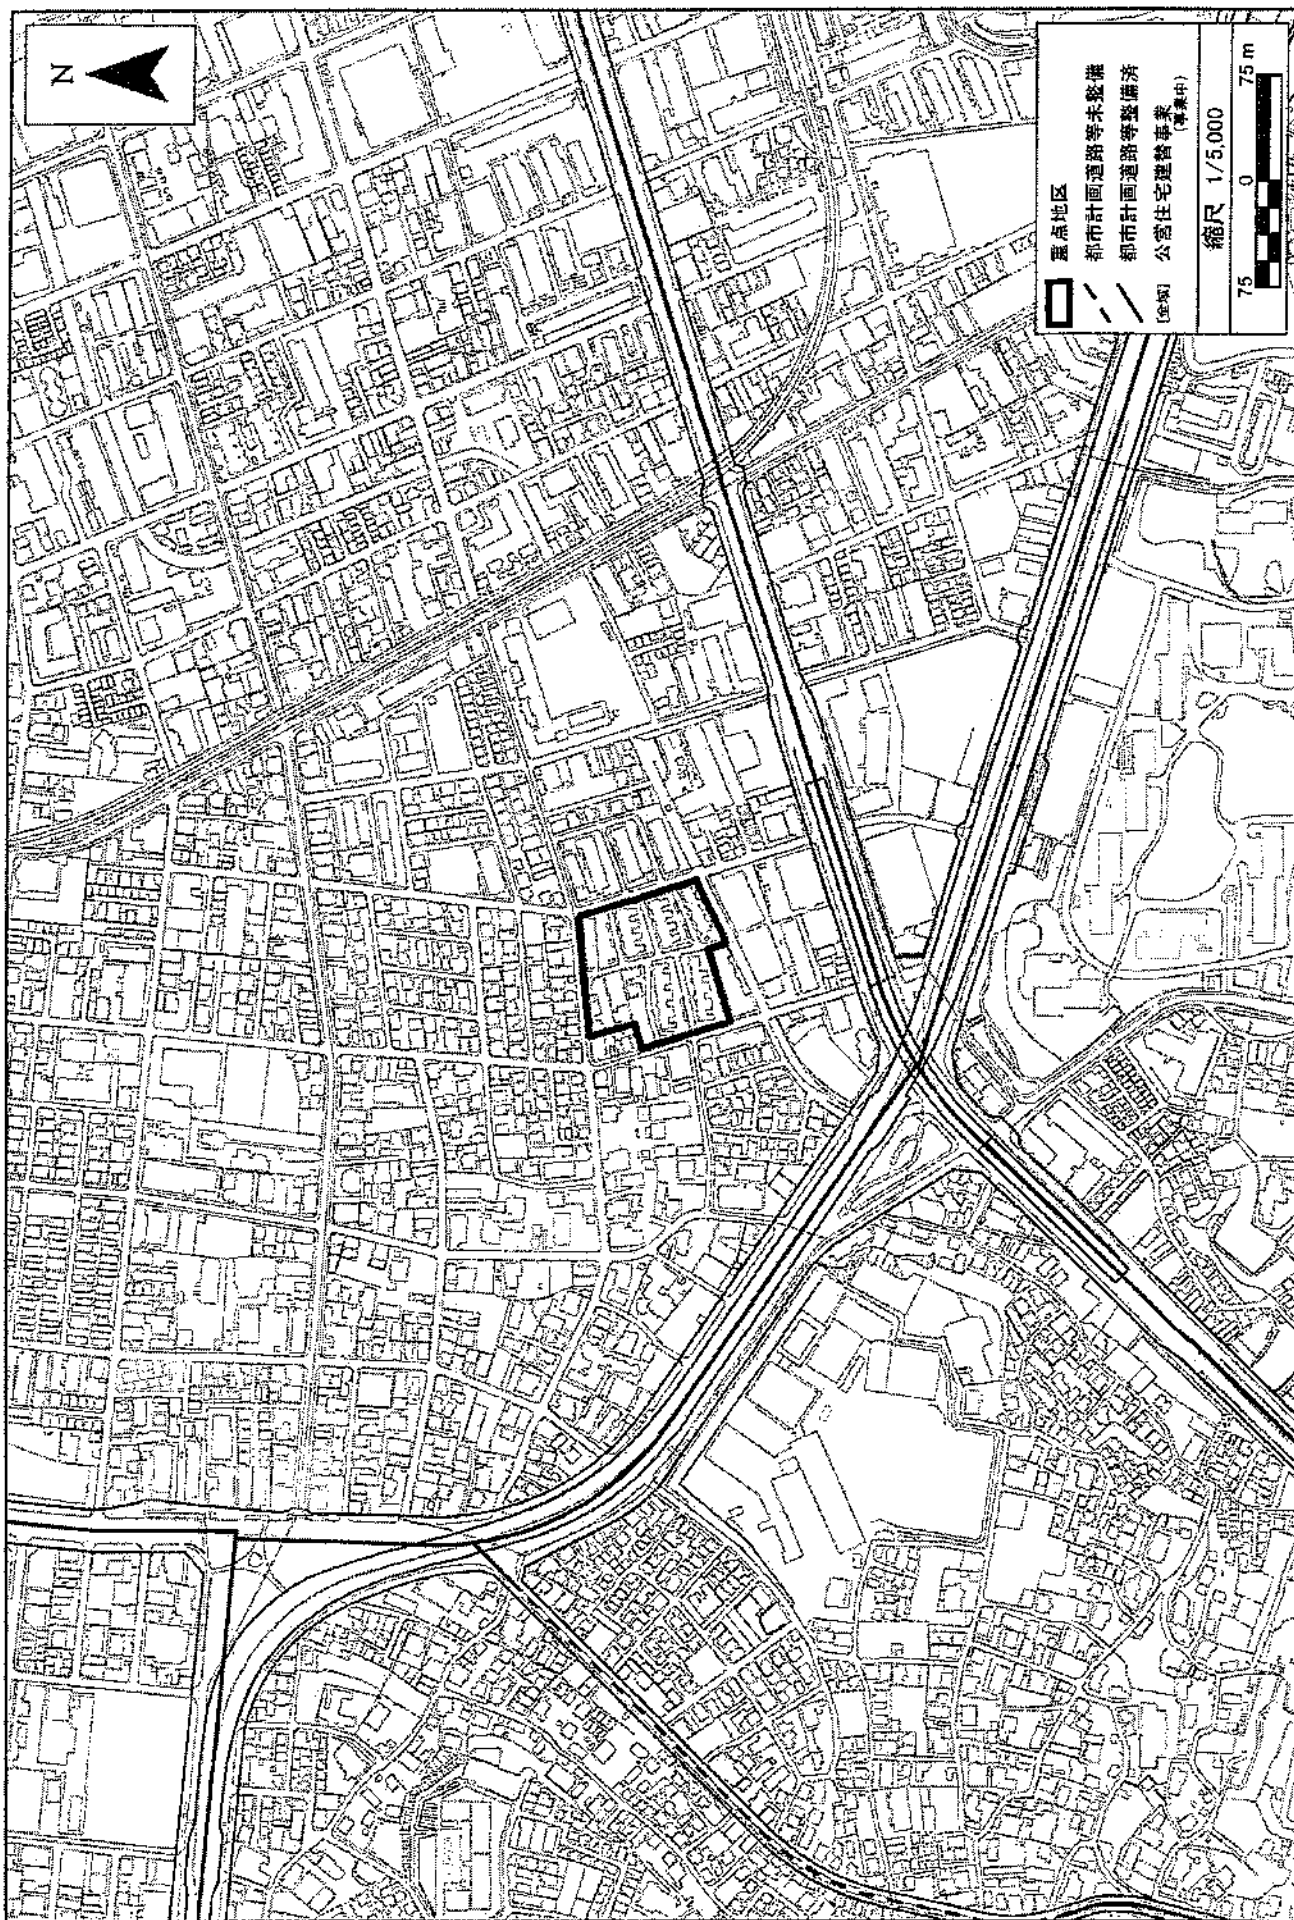 N
重点地区
都市計画道路等未整備
都市計画道路等整備済
[全域] 公営住宅建替事業
(事業中)
縮尺 1/5,000
75 0 75 m